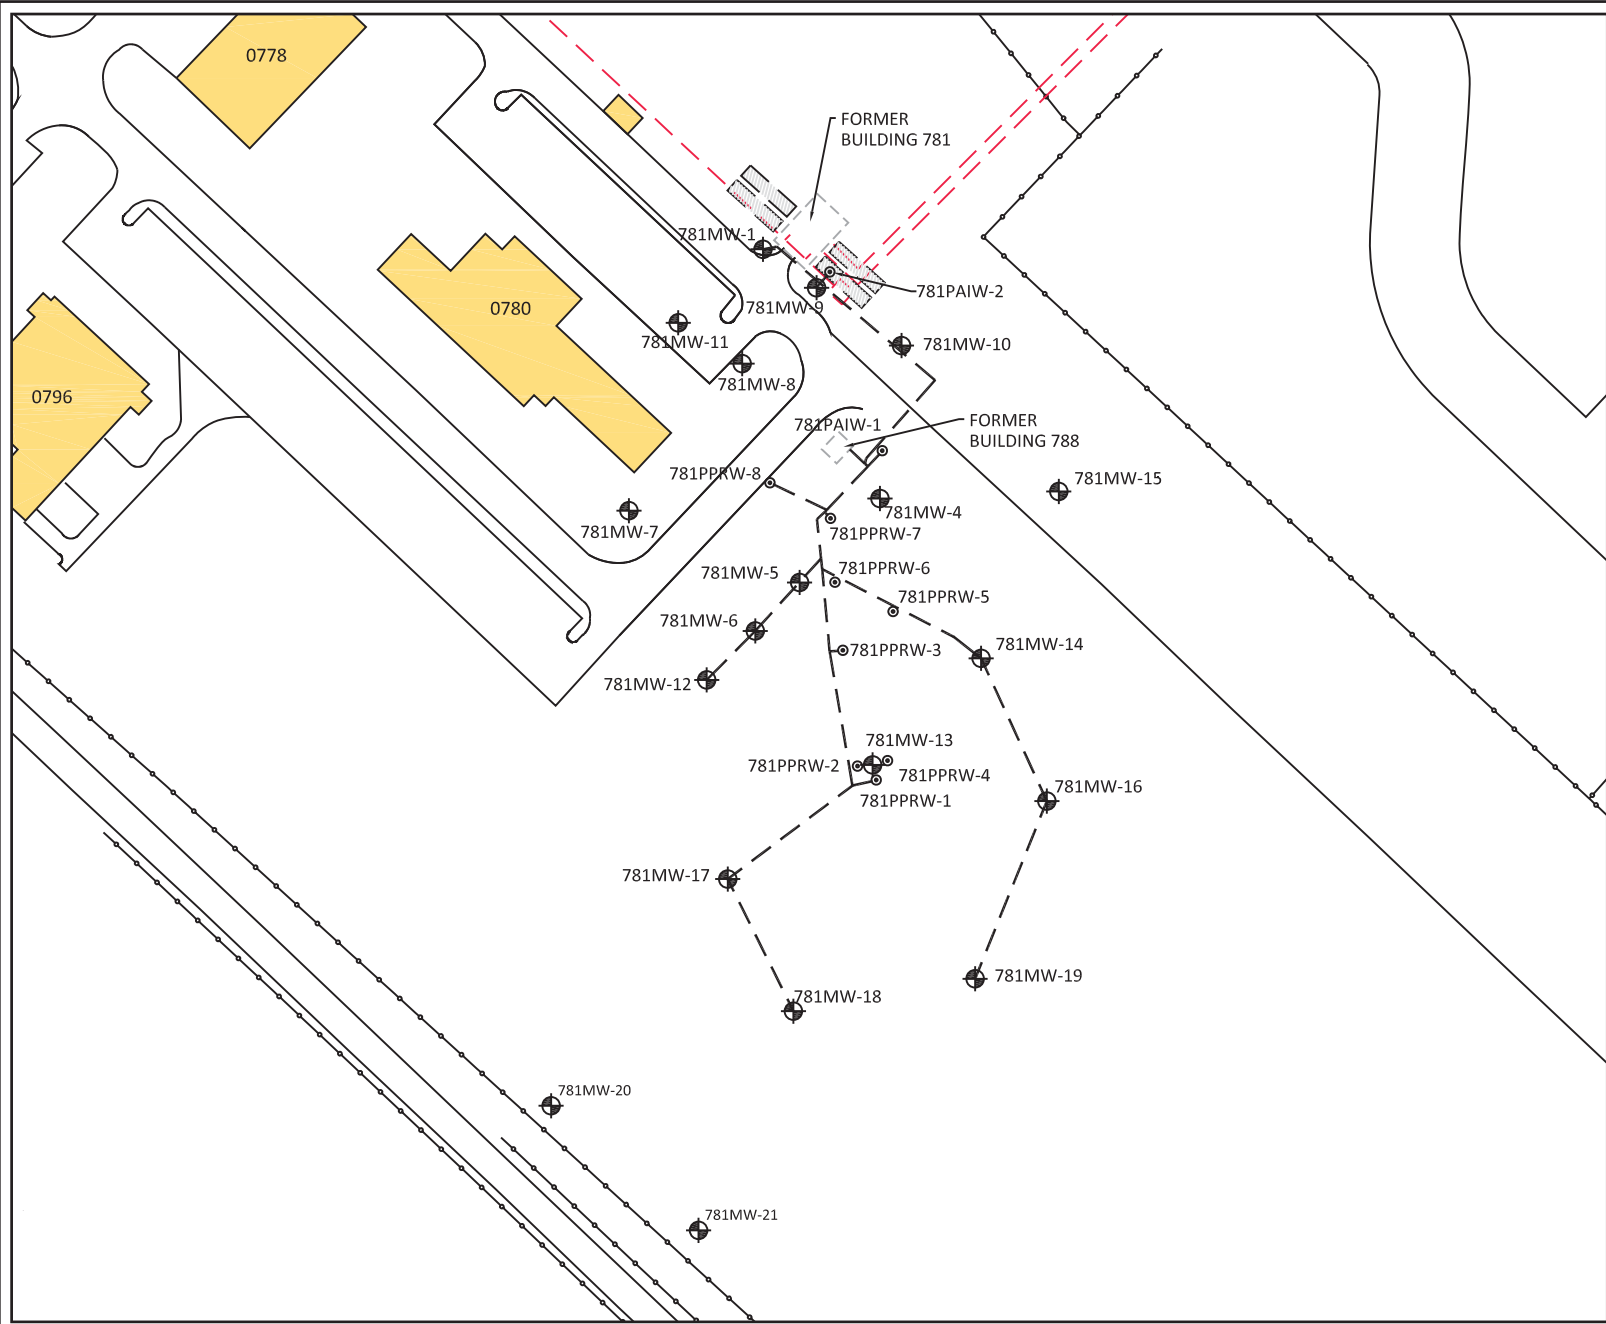 0778
FORMER
BUILDING 781
781MW-1
781PAIW-2
0780
781MW-9
781MW-11
781MW-10
781MW-8
0796
781PAIW-1
FORMER
BUILDING 788
781PPRW-8
781MW-15
781MW-4
781MW-7
781PPRW-7
781MW-5
781PPRW-6
781PPRW-5
781MW-6
781PPRW-3
781MW-14
781MW-12
781MW-13
781PPRW-2
781PPRW-4
781MW-16
781PPRW-1
781MW-17
781MW-19
781MW-18
781MW-20
781MW-21